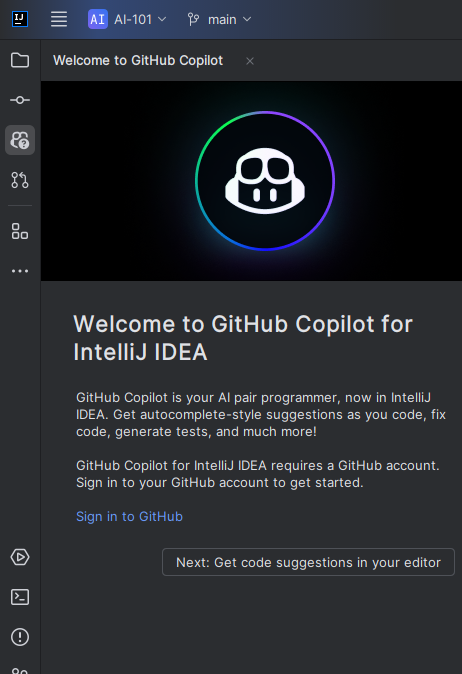 IJ
AI AI-101 main
Welcome to GitHub Copilot
Welcome to GitHub Copilot for
IntelliJ IDEA
GitHub Copilot is your AI pair programmer, now in IntelliJ
IDEA. Get autocomplete-style suggestions as you code, fix
code, generate tests, and much more!
GitHub Copilot for IntelliJ IDEA requires a GitHub account.
Sign in to your GitHub account to get started.
Sign in to GitHub
Next: Get code suggestions in your editor